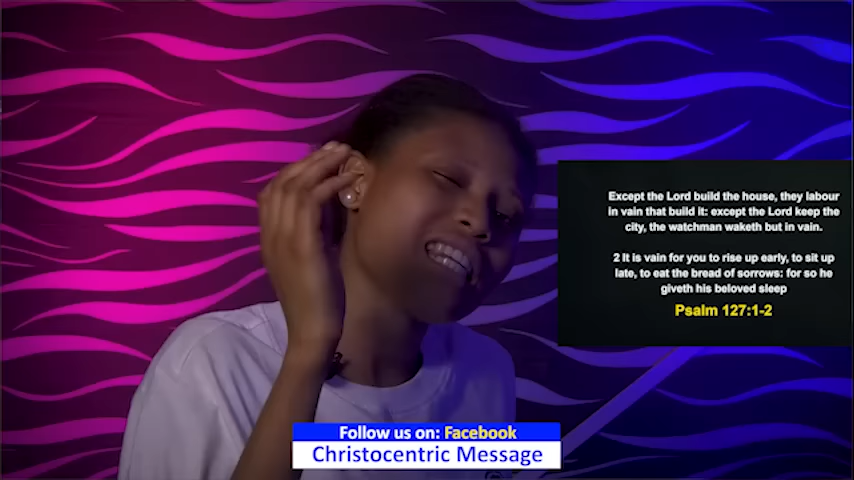 Except the Lord build the house, they labour
in vain that build it: except the Lord keep the
city, the watchman waketh but in vain.
2 It is vain for you to rise up early, to sit up
late, to eat the bread of sorrows: for so he
giveth his beloved sleep
Psalm 127:1-2
Follow us on: Facebook
Christocentric Message